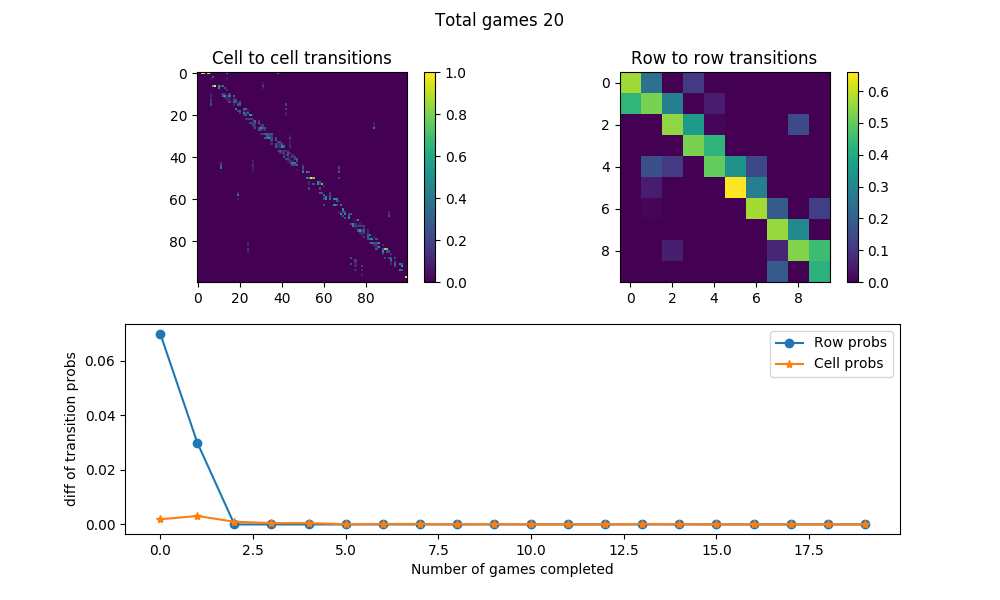 Total games 20
Cell to cell transitions
Row to row transitions
0
20
40
60
80
0 20 40 60 80
1.0
0.8
0.6
0.4
0.2
0.0
0
2
4
6
8
0 2 4 6 8
0.6
0.5
0.4
0.3
0.2
0.1
0.0
diff of transition probs
0.06
0.04
0.02
0.00
Row probs
Cell probs
0.0 2.5 5.0 7.5 10.0 12.5 15.0 17.5
Number of games completed